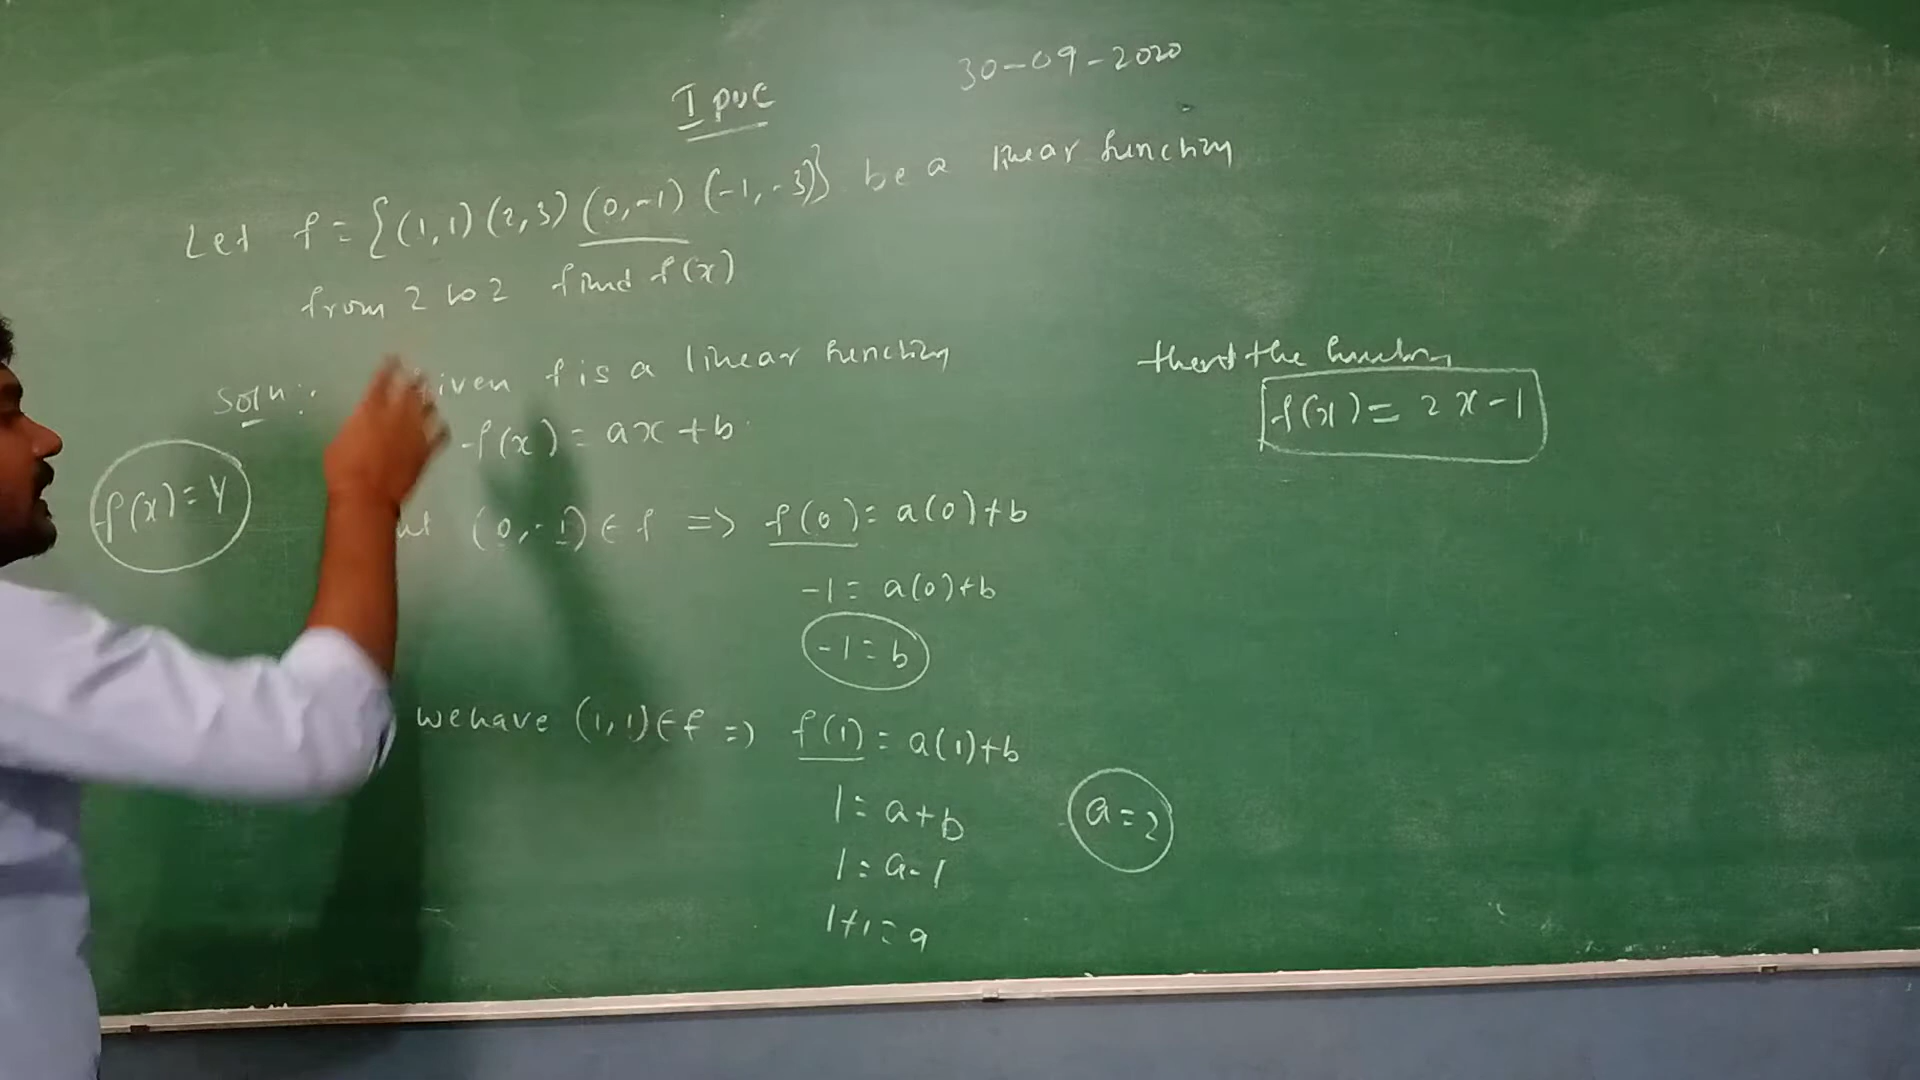 I PUC
30-09-2020
Let f = {(1,1) (2,3) (0,-1) (-1,-3)} be a linear function
from Z to Z find f(x)
Soln: given f is a linear function
f(x) = ax + b
f(x) = y
(0,-1) ∈ f => f(0) = a(0)+b
-1 = a(0)+b
-1 = b
we have (1,1) ∈ f => f(1) = a(1)+b
1 = a+b
1 = a-1
1+1 = a
a = 2
the function
f(x) = 2x-1